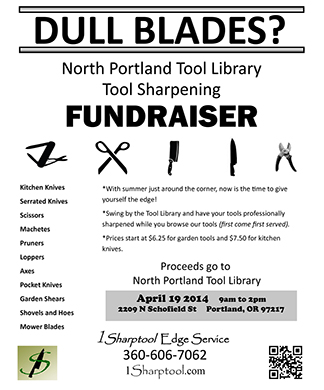 DULL BLADES?
North Portland Tool Library
Tool Sharpening
FUNDRAISER
Kitchen Knives
Serrated Knives
Scissors
Machetes
Pruners
Loppers
Axes
Pocket Knives
Garden Shears
Shovels and Hoes
Mower Blades
*With summer just around the corner, now is the time to give
yourself the edge!
*Swing by the Tool Library and have your tools professionally
sharpened while you browse our tools (first come first served).
*Prices start at $6.25 for garden tools and $7.50 for kitchen
knives.
Proceeds go to
North Portland Tool Library
April 19 2014 9am to 2pm
2209 N Schofield St Portland, OR 97217
1Sharptool Edge Service
360-606-7062
1Sharptool.com